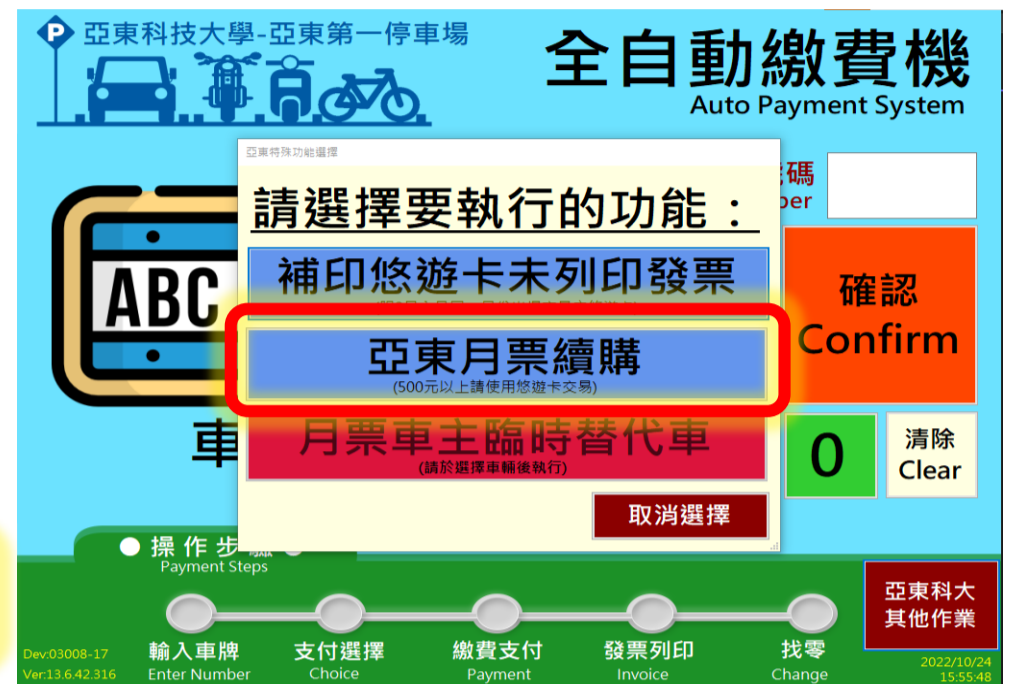 P 亞東科技大學-亞東第一停車場
全自動繳費機
Auto Payment System
亞東特殊功能選擇
請選擇要執行的功能：
碼
ber
補印悠遊卡未列印發票
亞東月票續購
(500元以上請使用悠遊卡交易)
月票車主臨時替代車
(請於選擇車輛後執行)
取消選擇
ABC
車
確認
Confirm
0
清除
Clear
操作步驟
Payment Steps
輸入車牌
Enter Number
支付選擇
Choice
繳費支付
Payment
發票列印
Invoice
找零
Change
亞東科大
其他作業
Dev:03008-17
Ver:13.6.42.316
2022/10/24
15:55:48